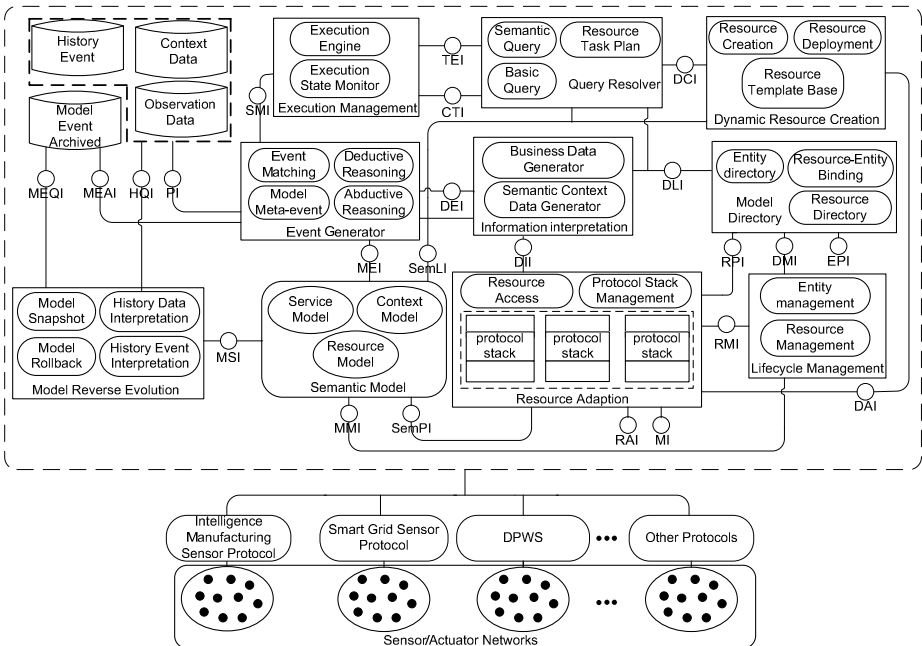 History
Event
Context
Data
Model
Event
Archived
Observation
Data
Execution
Engine
Execution
State Monitor
Execution Management
SMI
TEI
CTI
Semantic
Query
Resource
Task Plan
Basic
Query
Query Resolver
DCI
Resource
Creation
Resource
Deployment
Resource
Template Base
Dynamic Resource Creation
MEQI
MEAI
HQI
PI
Event
Matching
Deductive
Reasoning
Model
Meta-event
Abductive
Reasoning
Event Generator
DEI
Business Data
Generator
Semantic Context
Data Generator
Information interpretation
DLI
Entity
directory
Resource-Entity
Binding
Model
Directory
Resource
Directory
MEI
SemLI
DII
RPI
DMI
EPI
Model
Snapshot
History Data
Interpretation
Model
Rollback
History Event
Interpretation
Model Reverse Evolution
MSI
Service
Model
Context Model
Resource
Model
Semantic Model
Resource
Access
Protocol Stack
Management
protocol
stack
protocol
stack
protocol
stack
Resource Adaption
RMI
Entity
management
Resource
Management
Lifecycle Management
MMI
SemPI
RAI
MI
DAI
Intelligence
Manufacturing
Sensor Protocol
Smart Grid Sensor
Protocol
DPWS
Other Protocols
Sensor/Actuator Networks